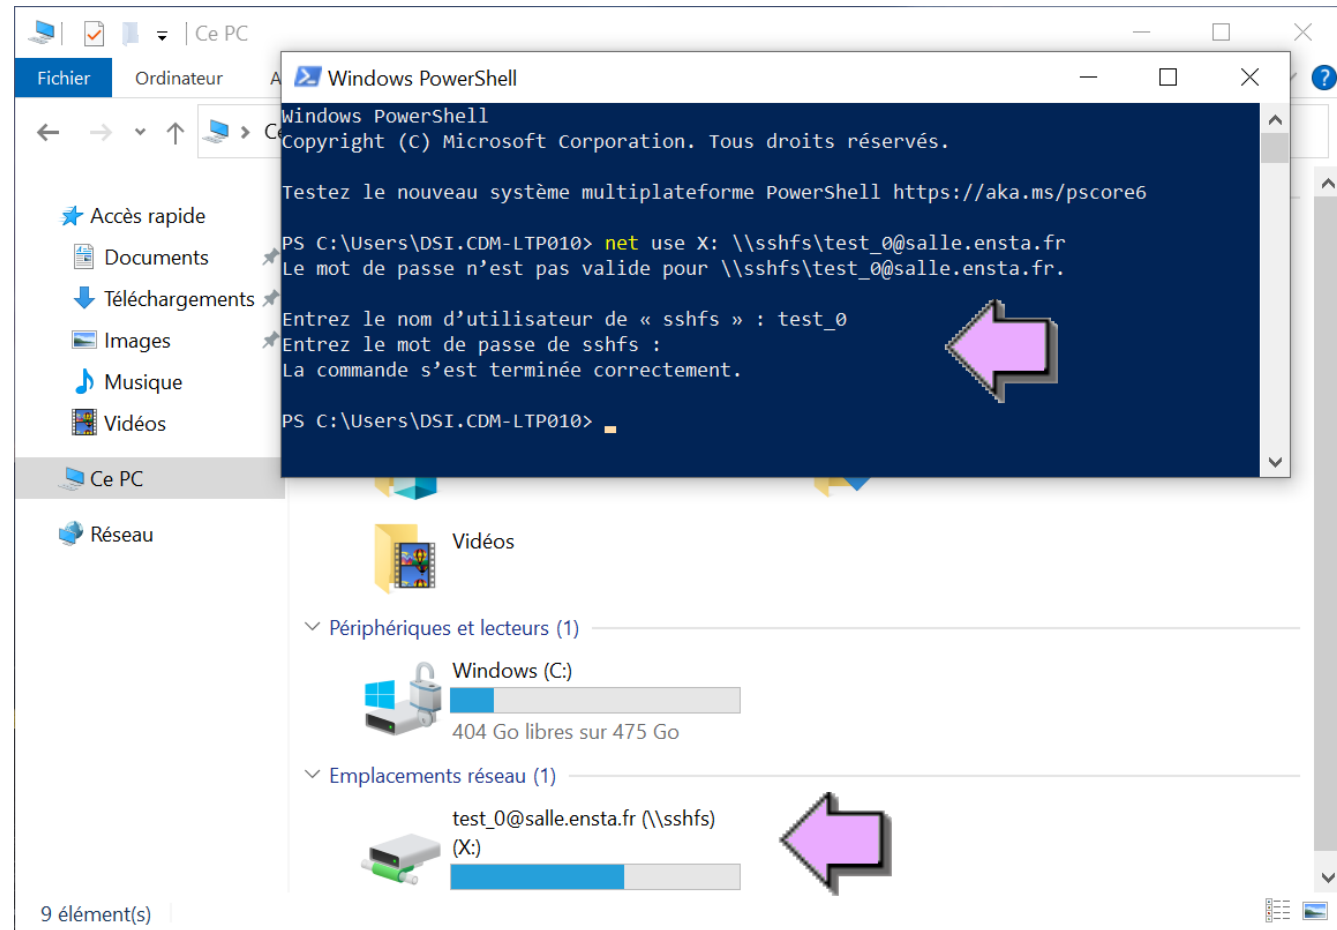 Ce PC
Fichier
Ordinateur
A
Windows PowerShell
Ce
Windows PowerShell
Copyright (C) Microsoft Corporation. Tous droits réservés.
Testez le nouveau système multiplateforme PowerShell https://aka.ms/pscore6
PS C:\Users\DSI.CDM-LTP010> net use X: \\sshfs\test_0@salle.ensta.fr
Le mot de passe n’est pas valide pour \\sshfs\test_0@salle.ensta.fr.
Entrez le nom d’utilisateur de « sshfs » : test_0
Entrez le mot de passe de sshfs :
La commande s’est terminée correctement.
PS C:\Users\DSI.CDM-LTP010>
Accès rapide
Documents
Téléchargements
Images
Musique
Vidéos
Ce PC
Réseau
Vidéos
Périphériques et lecteurs (1)
Windows (C:)
404 Go libres sur 475 Go
Emplacements réseau (1)
test_0@salle.ensta.fr (\\sshfs)
(X:)
9 élément(s)